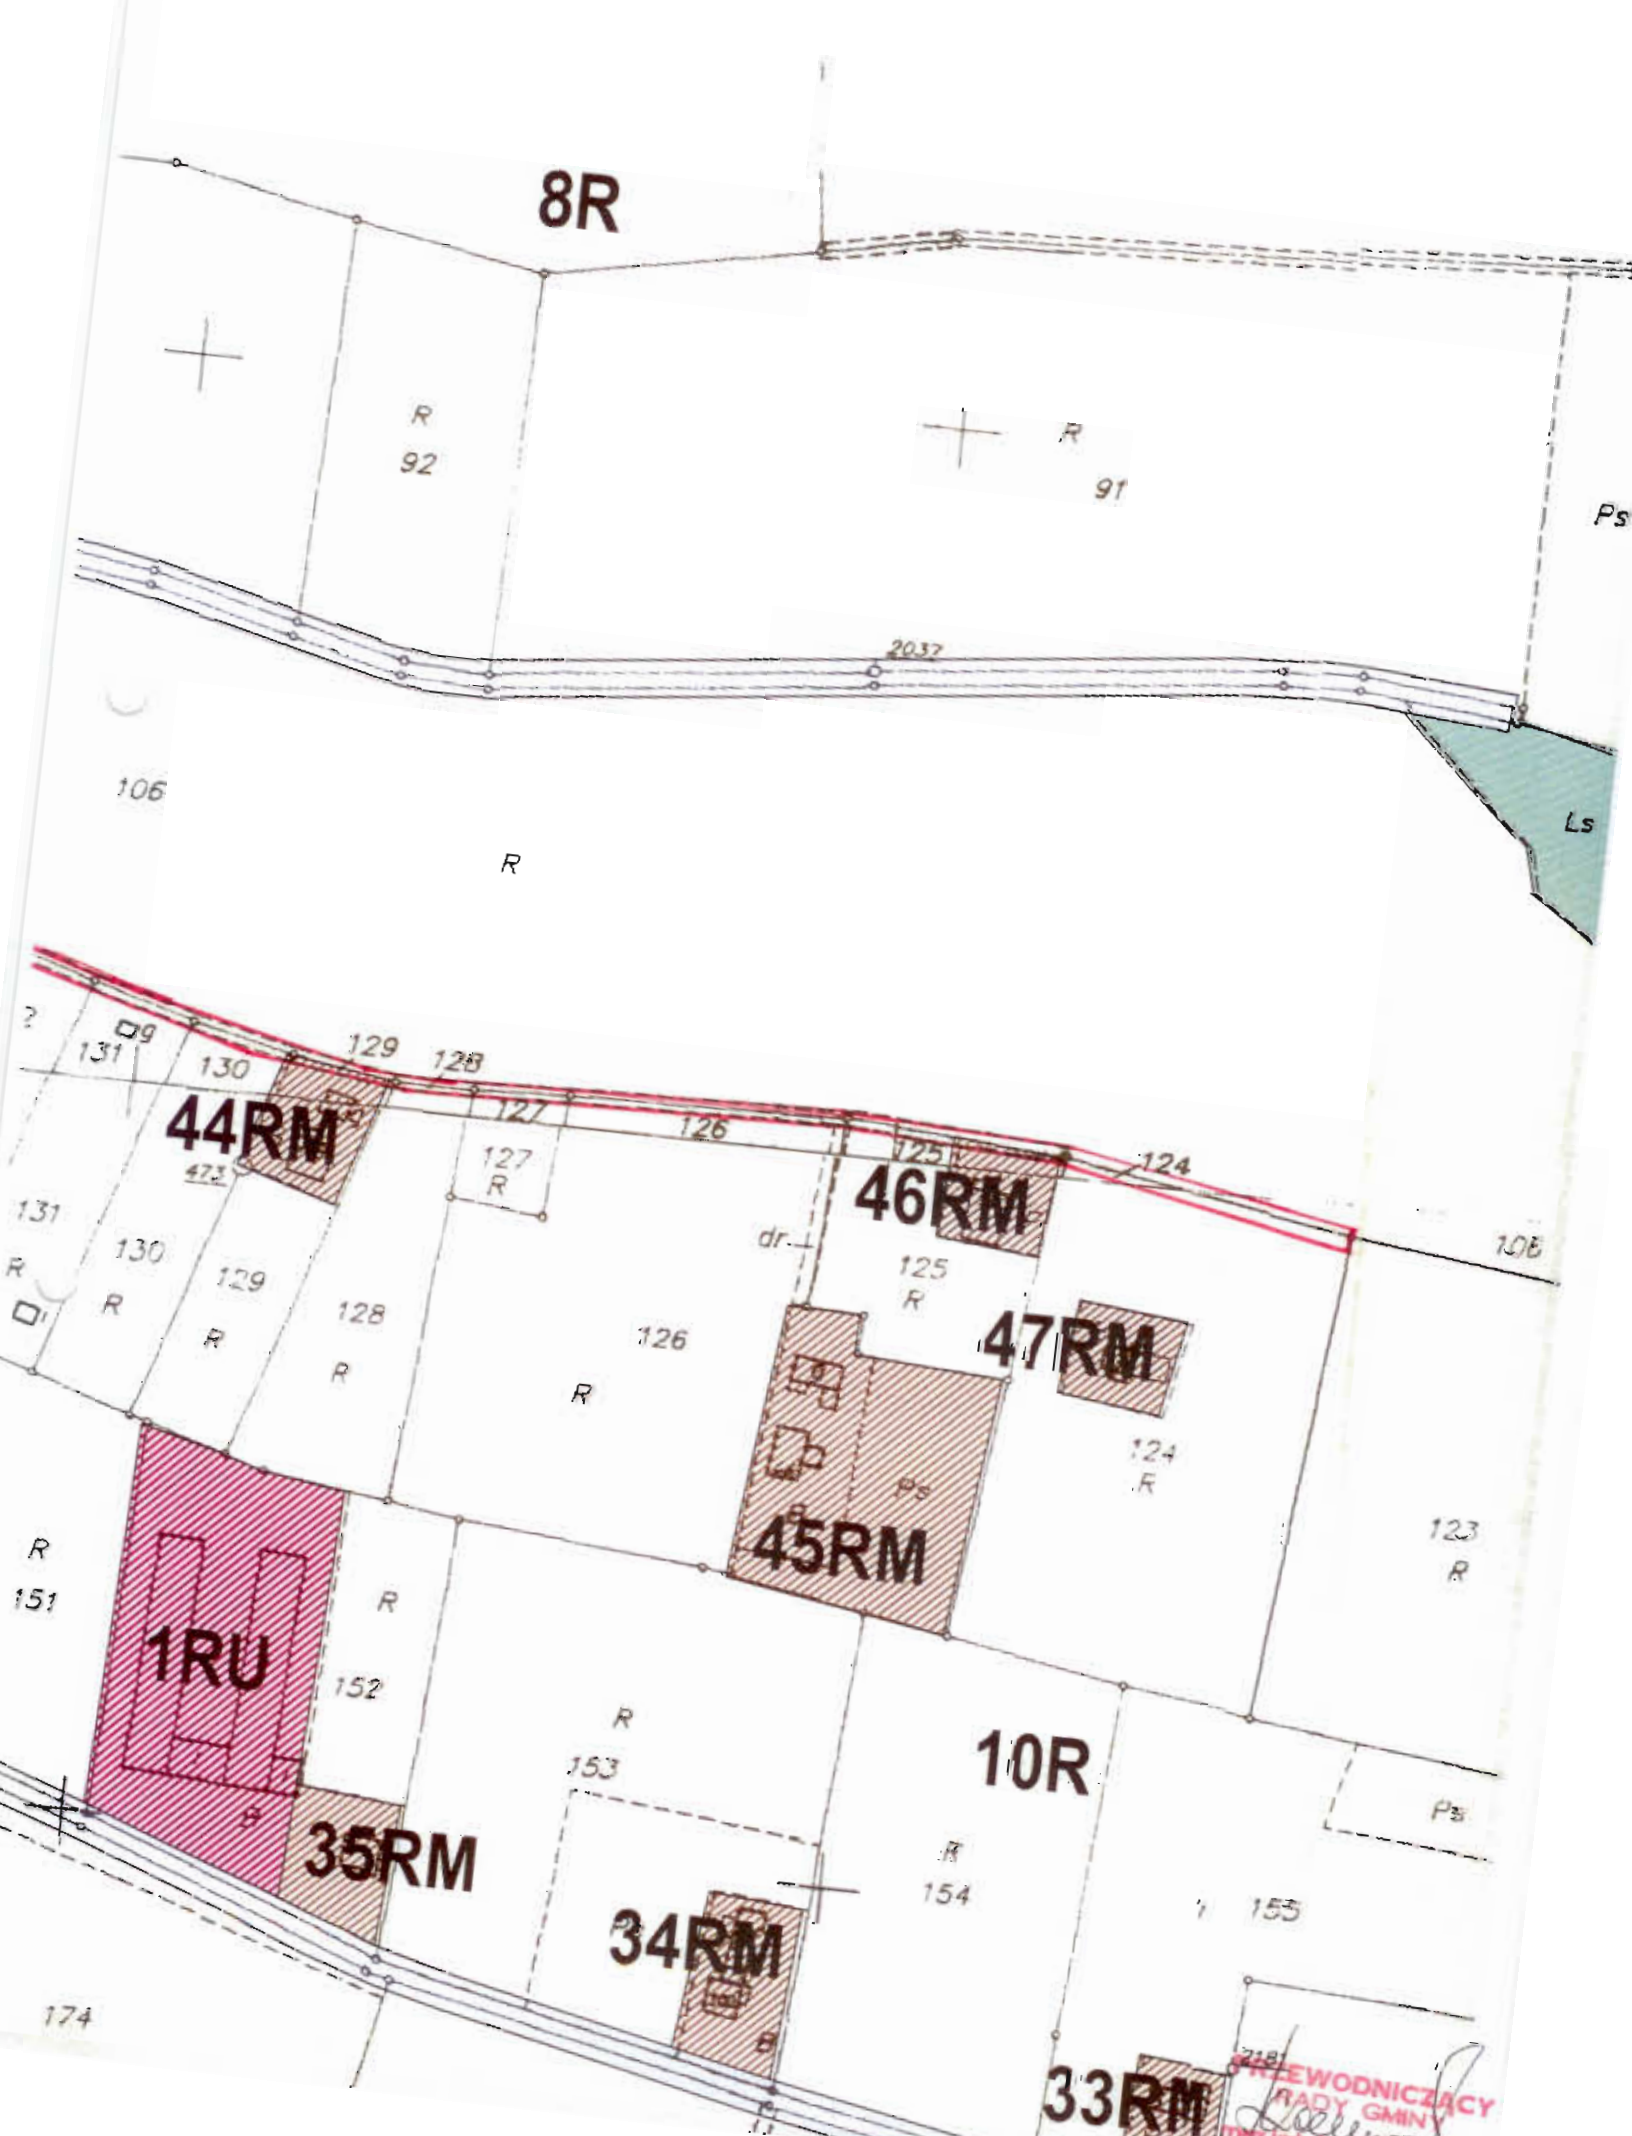 8R
R
92
R
91
Ps
2037
106
R
Ls
129
128
131
g
130
127
126
125
124
44RM
473
127
R
46RM
106
131
R
130
R
129
R
128
R
126
R
dr.
125
R
47RM
124
R
123
R
Ps
45RM
R
151
1RU
R
152
R
153
10R
R
154
Ps
155
B
35RM
34RM
B
174
2181
33RM
PRZEWODNICZĄCY
RADY GMINY